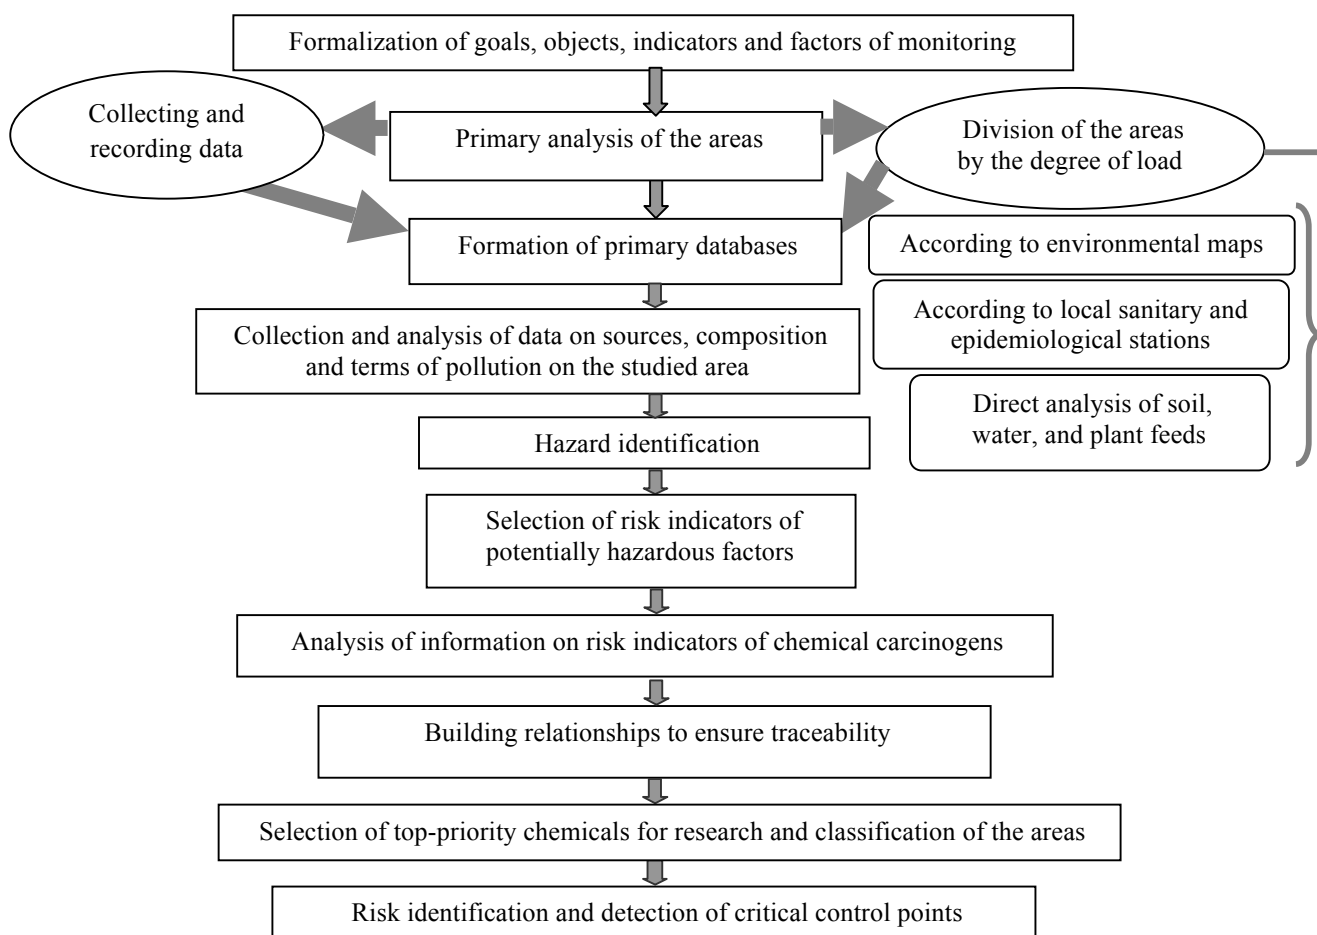 Formalization of goals, objects, indicators and factors of monitoring
Collecting and
recording data
Primary analysis of the areas
Division of the areas
by the degree of load
Formation of primary databases
According to environmental maps
According to local sanitary and
epidemiological stations
Direct analysis of soil,
water, and plant feeds
Collection and analysis of data on sources, composition
and terms of pollution on the studied area
Hazard identification
Selection of risk indicators of
potentially hazardous factors
Analysis of information on risk indicators of chemical carcinogens
Building relationships to ensure traceability
Selection of top-priority chemicals for research and classification of the areas
Risk identification and detection of critical control points